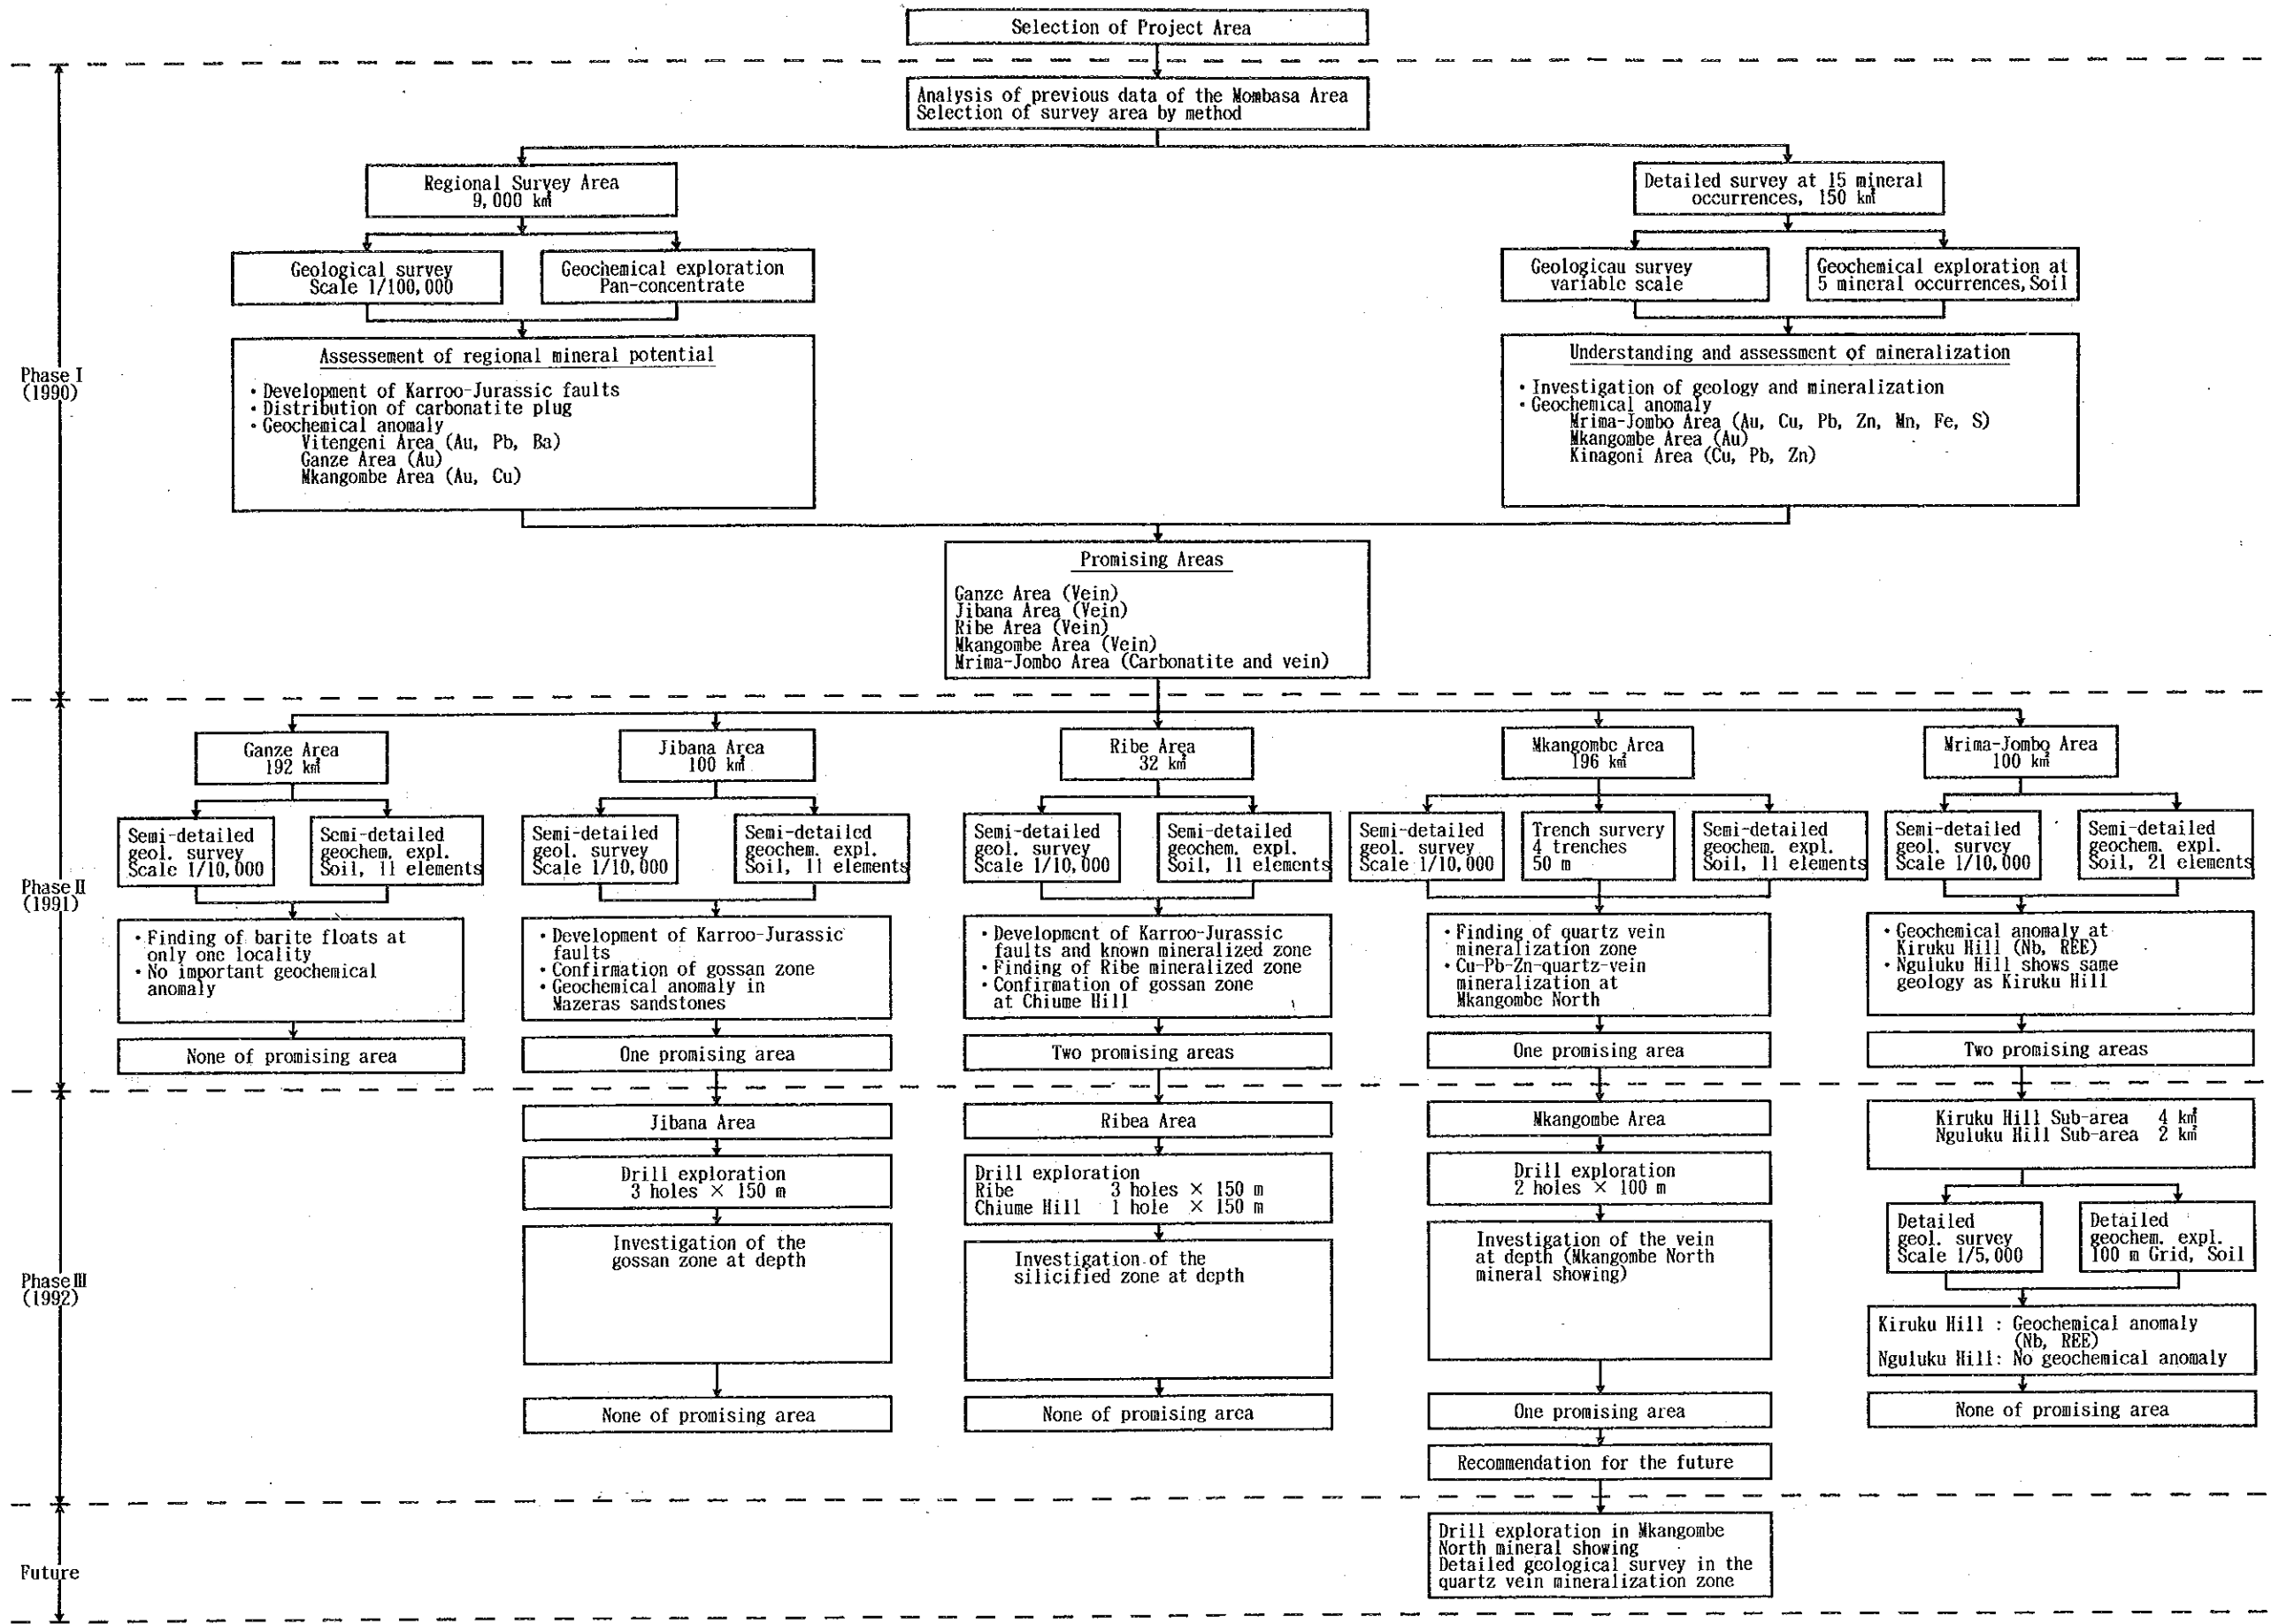 Selection of Project Area
Analysis of previous data of the Mombasa Area
Selection of survey area by method
Regional Survey Area
9,000 km²
Detailed survey at 15 mineral
occurrences, 150 km²
Geological survey
Scale 1/100,000
Geochemical exploration
Pan-concentrate
Geologicau survey
variable scale
Geochemical exploration at
5 mineral occurrences, Soil
Phase I
(1990)
Assessement of regional mineral potential
・Development of Karroo-Jurassic faults
・Distribution of carbonatite plug
・Geochemical anomaly
Vitengeni Area (Au, Pb, Ba)
Ganze Area (Au)
Mkangombe Area (Au, Cu)
Understanding and assessment of mineralization
・Investigation of geology and mineralization
・Geochemical anomaly
Mrima-Jombo Area (Au, Cu, Pb, Zn, Mn, Fe, S)
Mkangombe Area (Au)
Kinagoni Area (Cu, Pb, Zn)
Promising Areas
Ganze Area (Vein)
Jibana Area (Vein)
Ribe Area (Vein)
Mkangombe Area (Vein)
Mrima-Jombo Area (Carbonatite and vein)
Phase II
(1991)
Ganze Area
192 km²
Jibana Area
100 km²
Ribe Area
32 km²
Mkangombe Area
196 km²
Mrima-Jombo Area
100 km²
Semi-detailed
geol. survey
Scale 1/10,000
Semi-detailed
geochem. expl.
Soil, 11 elements
Semi-detailed
geol. survey
Scale 1/10,000
Semi-detailed
geochem. expl.
Soil, 11 elements
Semi-detailed
geol. survey
Scale 1/10,000
Semi-detailed
geochem. expl.
Soil, 11 elements
Semi-detailed
geol. survey
Scale 1/10,000
Trench survery
4 trenches
50 m
Semi-detailed
geochem. expl.
Soil, 11 elements
Semi-detailed
geol. survey
Scale 1/10,000
Semi-detailed
geochem. expl.
Soil, 21 elements
・Finding of barite floats at
only one locality
・No important geochemical
anomaly
・Development of Karroo-Jurassic
faults
・Confirmation of gossan zone
・Geochemical anomaly in
Mazeras sandstones
・Development of Karroo-Jurassic
faults and known mineralized zone
・Finding of Ribe mineralized zone
・Confirmation of gossan zone
at Chiume Hill
・Finding of quartz vein
mineralization zone
・Cu-Pb-Zn-quartz-vein
mineralization at
Mkangombe North
・Geochemical anomaly at
Kiruku Hill (Nb, REE)
・Nguluku Hill shows same
geology as Kiruku Hill
None of promising area
One promising area
Two promising areas
One promising area
Two promising areas
Phase III
(1992)
Jibana Area
Ribea Area
Mkangombe Area
Kiruku Hill Sub-area 4 km²
Nguluku Hill Sub-area 2 km²
Drill exploration
3 holes × 150 m
Drill exploration
Ribe 3 holes × 150 m
Chiume Hill 1 hole × 150 m
Drill exploration
2 holes × 100 m
Detailed
geol. survey
Scale 1/5,000
Detailed
geochem. expl.
100 m Grid, Soil
Investigation of the
gossan zone at depth
Investigation of the
silicified zone at depth
Investigation of the vein
at depth (Mkangombe North
mineral showing)
Kiruku Hill : Geochemical anomaly
(Nb, REE)
Nguluku Hill: No geochemical anomaly
None of promising area
None of promising area
One promising area
None of promising area
Recommendation for the future
Future
Drill exploration in Mkangombe
North mineral showing
Detailed geological survey in the
quartz vein mineralization zone